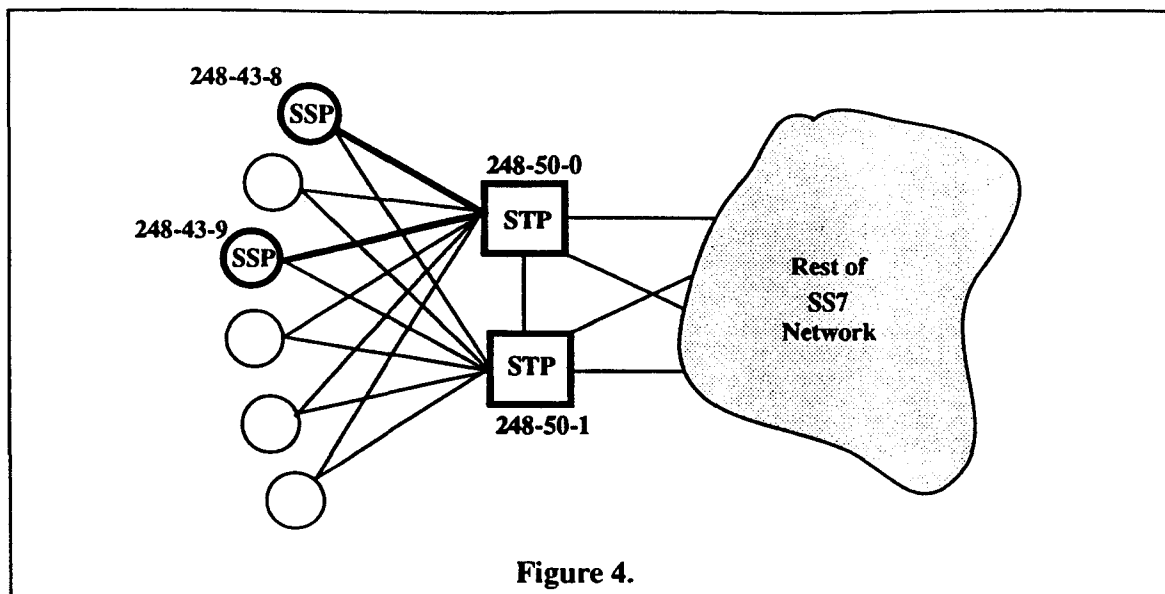 248-43-8
SSP
248-50-0
STP
248-43-9
SSP
Rest of
SS7
Network
STP
248-50-1
Figure 4.